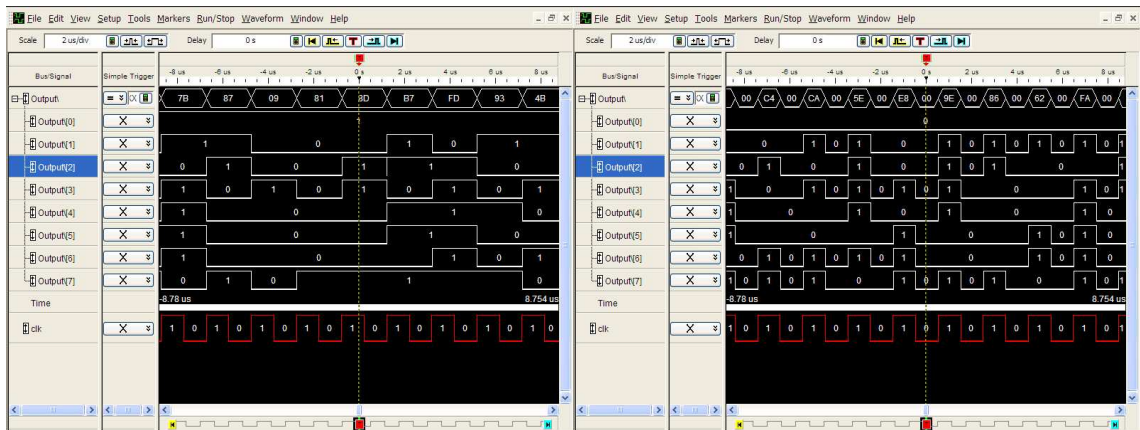 File Edit View Setup Tools Markers Run/Stop Waveform Window Help
Scale 2 us/div Delay 0 s
Bus/Signal Simple Trigger -8 us -6 us -4 us -2 us 0 s 2 us 4 us 6 us 8 us
Output\ = X 7B 87 09 81 8D B7 FD 93 4B
Output\[0] X 1
Output\[1] X 1 0 1 0 1
Output\[2] X 0 1 0 1 1 0
Output\[3] X 1 0 1 0 1 0 1 0 1
Output\[4] X 1 0 1 0
Output\[5] X 1 0 1 0
Output\[6] X 1 0 1 0 1
Output\[7] X 0 1 0 1 0
Time -8.78 us 8.754 us
clk X 1 0 1 0 1 0 1 0 1 0 1 0 1 0 1 0 1 0
File Edit View Setup Tools Markers Run/Stop Waveform Window Help
Scale 2 us/div Delay 0 s
Bus/Signal Simple Trigger -8 us -6 us -4 us -2 us 0 s 2 us 4 us 6 us 8 us
Output\ = X 00 C4 00 CA 00 5E 00 E8 00 9E 00 86 00 62 00 FA 00
Output\[0] X 0
Output\[1] X 0 1 0 1 0 1 0 1 0 1 0 1 0 1
Output\[2] X 0 1 0 1 0 1 0 1 0 1
Output\[3] X 1 0 1 0 1 0 1 0 1 0 1 0
Output\[4] X 1 0 1 0 1 0 1 0
Output\[5] X 1 0 1 0 1 0 1 0
Output\[6] X 0 1 0 1 0 1 0 1 0 1 0 1 0
Output\[7] X 1 0 1 0 1 0 1 0 1 0 1 0 1 0
Time -8.78 us 8.754 us
clk X 1 0 1 0 1 0 1 0 1 0 1 0 1 0 1 0 1 0 1